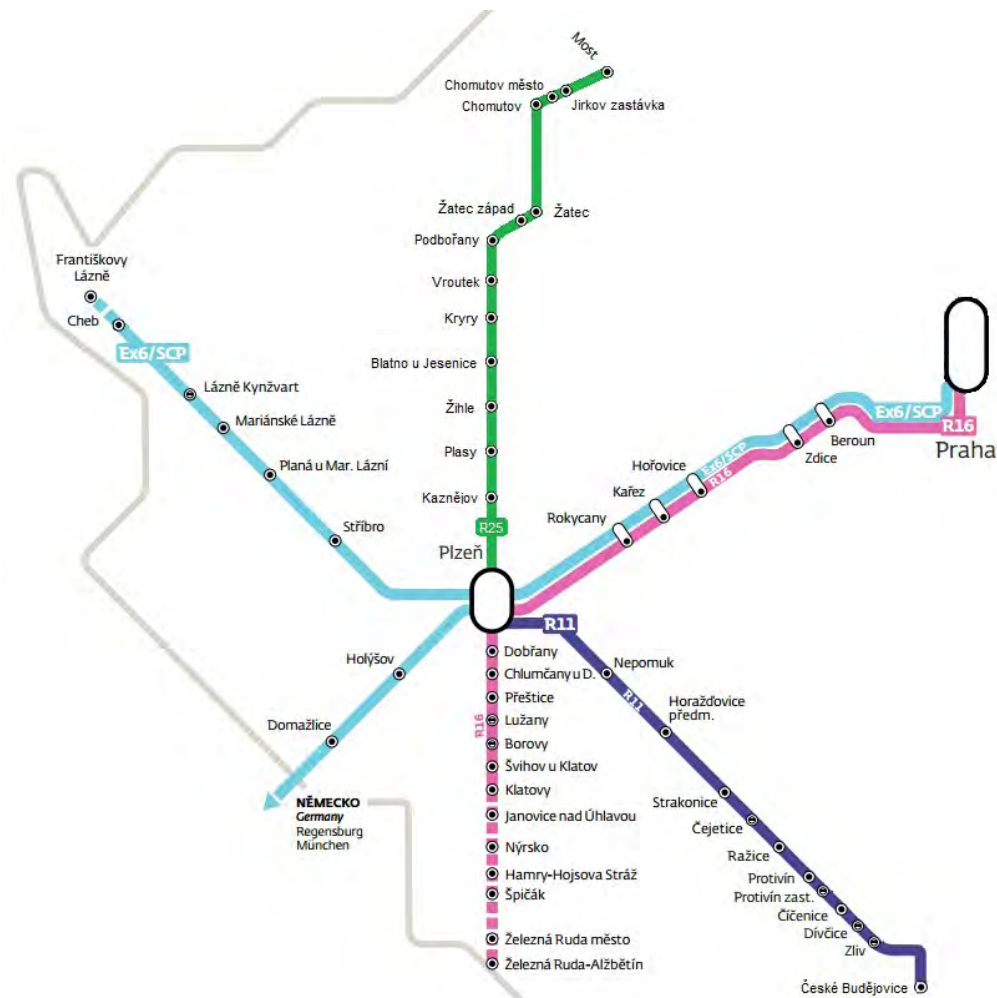 Most
Chomutov město
Chomutov
Jirkov zastávka
Žatec západ
Žatec
Podbořany
Vroutek
Kryry
Blatno u Jesenice
Žihle
Plasy
Kaznějov
R25
Plzeň
Františkovy
Lázně
Cheb
Ex6/SCP
Lázně Kynžvart
Mariánské Lázně
Planá u Mar. Lázní
Stříbro
Ex6/SCP
R16
Praha
Beroun
Zdice
Ex6/SCP
R16
Hořovice
Kařez
Rokycany
R11
Holýšov
Domažlice
NĚMECKO
Germany
Regensburg
München
Dobřany
Chlumčany u D.
Přeštice
Lužany
R16
Borovy
Švihov u Klatov
Klatovy
Janovice nad Úhlavou
Nýrsko
Hamry-Hojsova Stráž
Špičák
Železná Ruda město
Železná Ruda-Alžbětín
Nepomuk
R11
Horažďovice
předm.
Strakonice
Čejetice
Ražice
Protivín
Protivín zast.
Číčenice
Dívčice
Zliv
České Budějovice